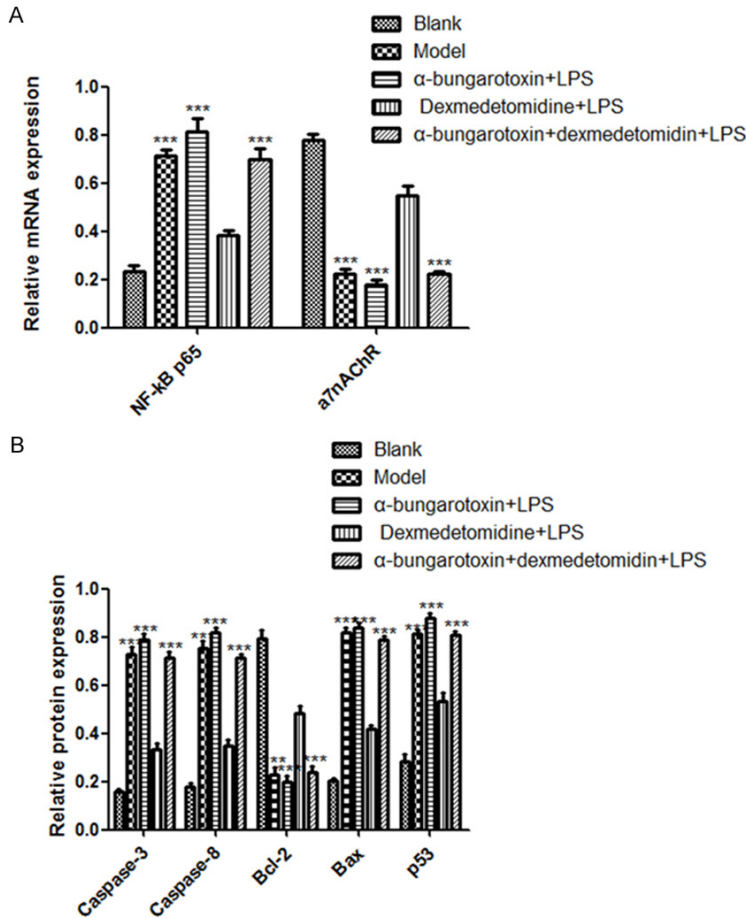 A
Blank
Model
α-bungarotoxin+LPS
Dexmedetomidine+LPS
α-bungarotoxin+dexmedetomidin+LPS
Relative mRNA expression
1.0
0.8
0.6
0.4
0.2
0.0
***
***
***
***
***
***
NF-kB p65
a7nAChR
B
Blank
Model
α-bungarotoxin+LPS
Dexmedetomidine+LPS
α-bungarotoxin+dexmedetomidin+LPS
Relative protein expression
1.0
0.8
0.6
0.4
0.2
0.0
***
***
***
***
***
***
**
***
***
***
***
***
***
***
***
Caspase-3
Caspase-8
Bcl-2
Bax
p53